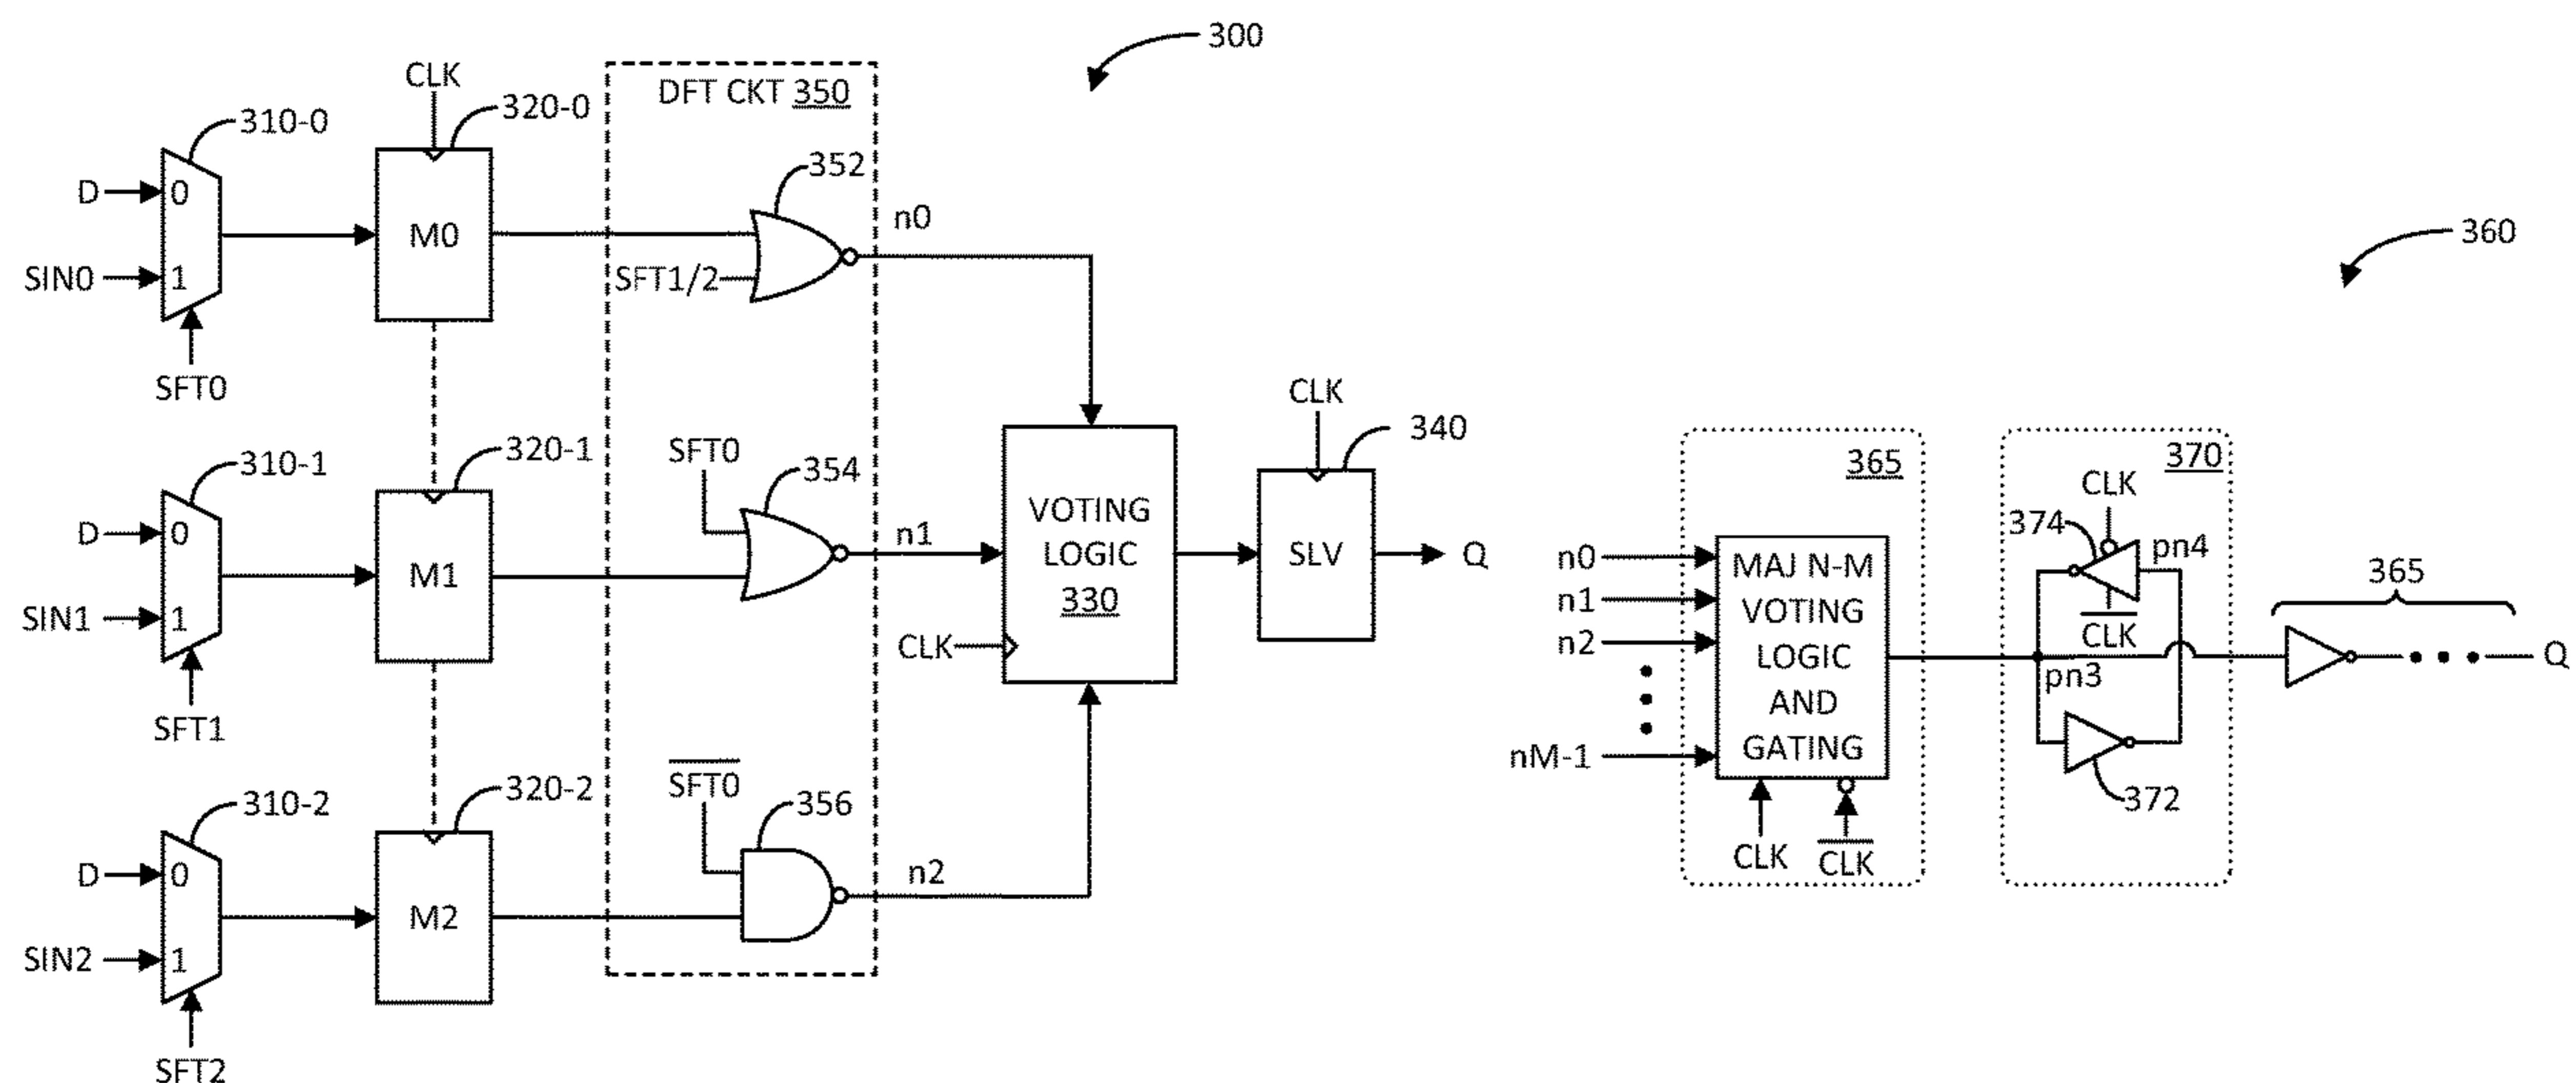 300
CLK
DFT CKT 350
320-0
310-0
352
D
0
M0
n0
SIN0
1
SFT1/2
SFT0
360
CLK
340
310-1
320-1
SFT0
354
D
0
M1
n1
VOTING
LOGIC
330
SLV
Q
SIN1
1
CLK
SFT1
365
370
CLK
374
pn4
n0
MAJ N-M
n1
VOTING
CLK
365
n2
LOGIC
pn3
Q
AND
nM-1
GATING
372
CLK
CLK
310-2
320-2
SFT0
356
D
0
M2
n2
SIN2
1
SFT2